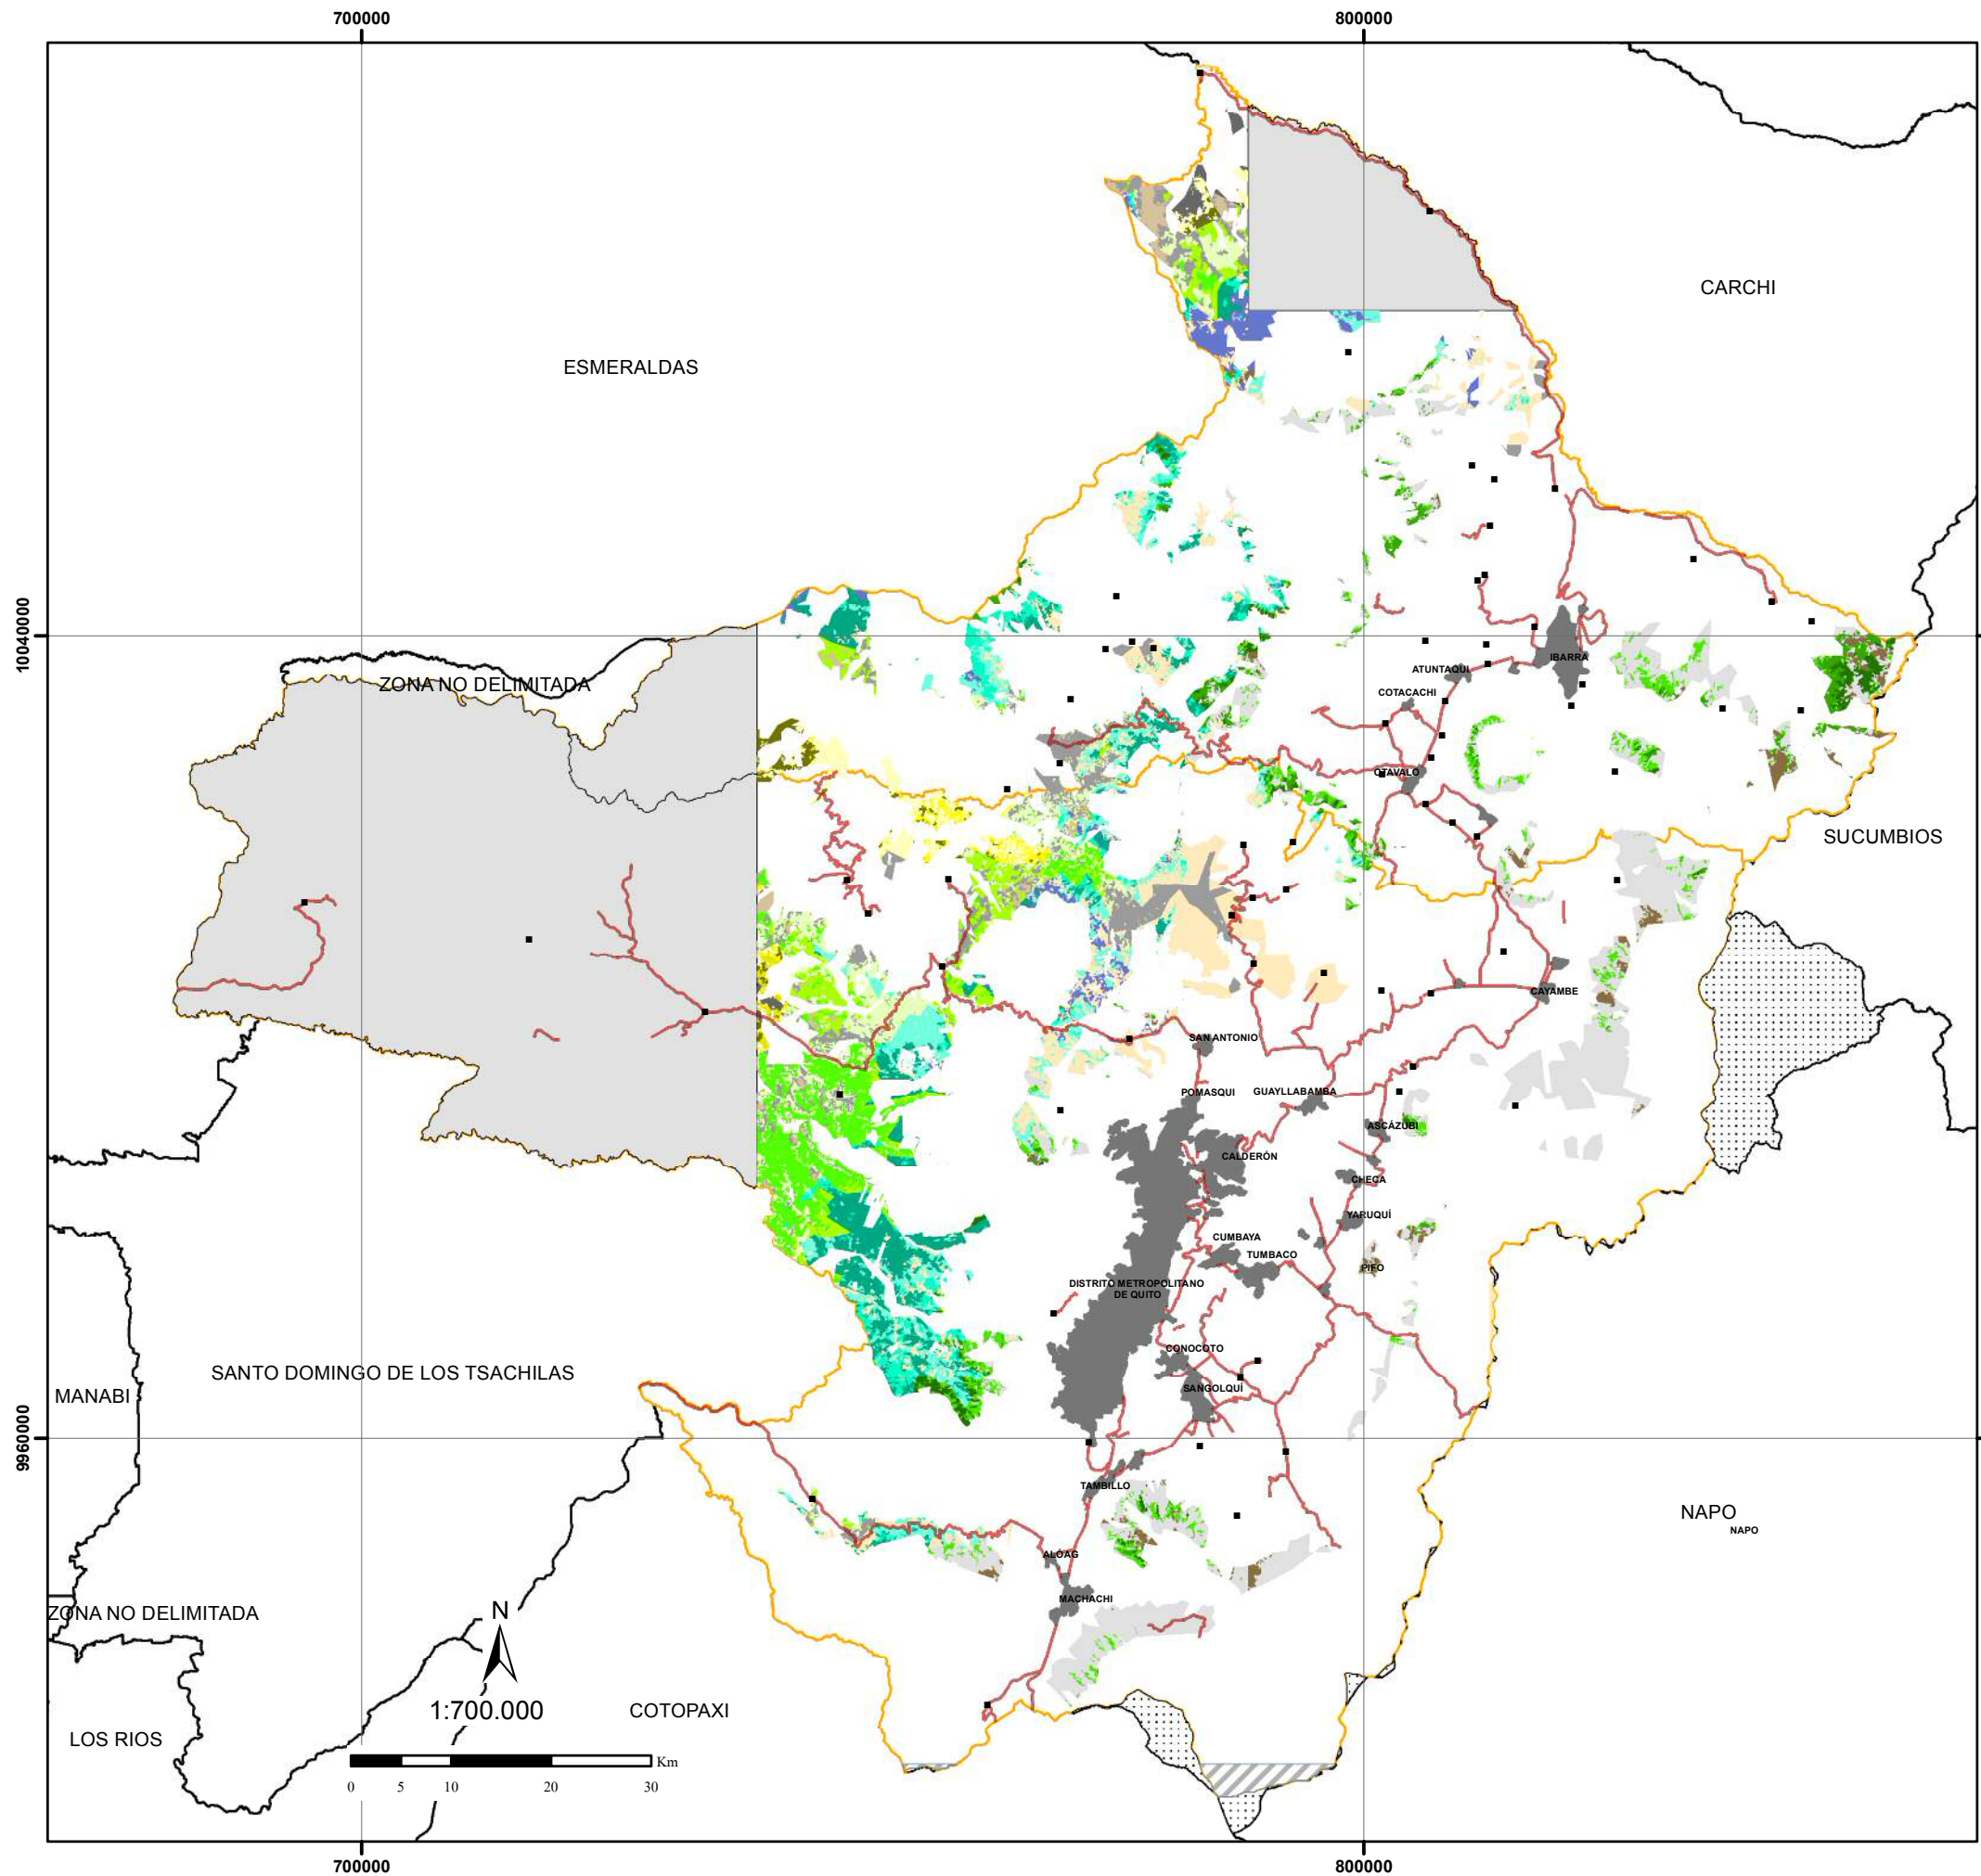 700000
800000
CARCHI
ESMERALDAS
10040000
ZONA NO DELIMITADA
IBARRA
ATUNTAQUI
COTACACHI
OTAVALO
SUCUMBIOS
CAYAMBE
SAN ANTONIO
POMASQUI
GUAYLLABAMBA
ASCÁZUBI
CALDERÓN
CHECA
YARUQUÍ
CUMBAYA
TUMBACO
PIFO
DISTRITO METROPOLITANO
DE QUITO
CONOCOTO
SANGOLQUÍ
SANTO DOMINGO DE LOS TSACHILAS
MANABI
9960000
TAMBILLO
NAPO
NAPO
ALÓAG
MACHACHI
ZONA NO DELIMITADA
N
1:700.000
COTOPAXI
LOS RIOS
Km
0 5 10 20 30
700000
800000